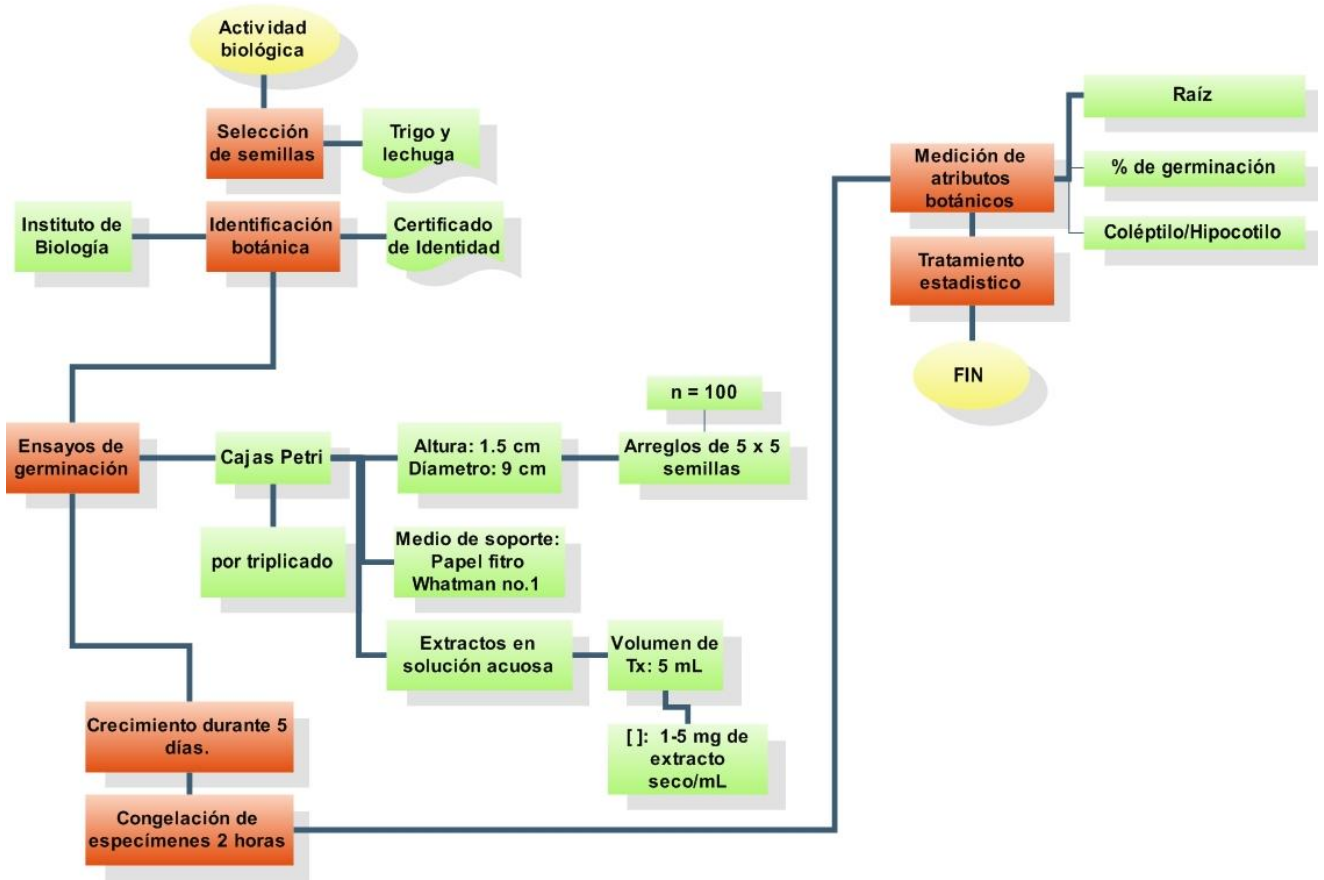 Actividad
biológica
Selección
de semillas
Trigo y
lechuga
Instituto de
Biología
Identificación
botánica
Certificado
de Identidad
Ensayos de
germinación
Cajas Petri
por triplicado
Altura: 1.5 cm
Díametro: 9 cm
n = 100
Arreglos de 5 x 5
semillas
Medio de soporte:
Papel fitro
Whatman no.1
Extractos en
solución acuosa
Volumen de
Tx: 5 mL
[ ]: 1-5 mg de
extracto
seco/mL
Crecimiento durante 5
días.
Congelación de
especímenes 2 horas
Medición de
atributos
botánicos
Raíz
% de germinación
Coléptilo/Hipocotilo
Tratamiento
estadistico
FIN